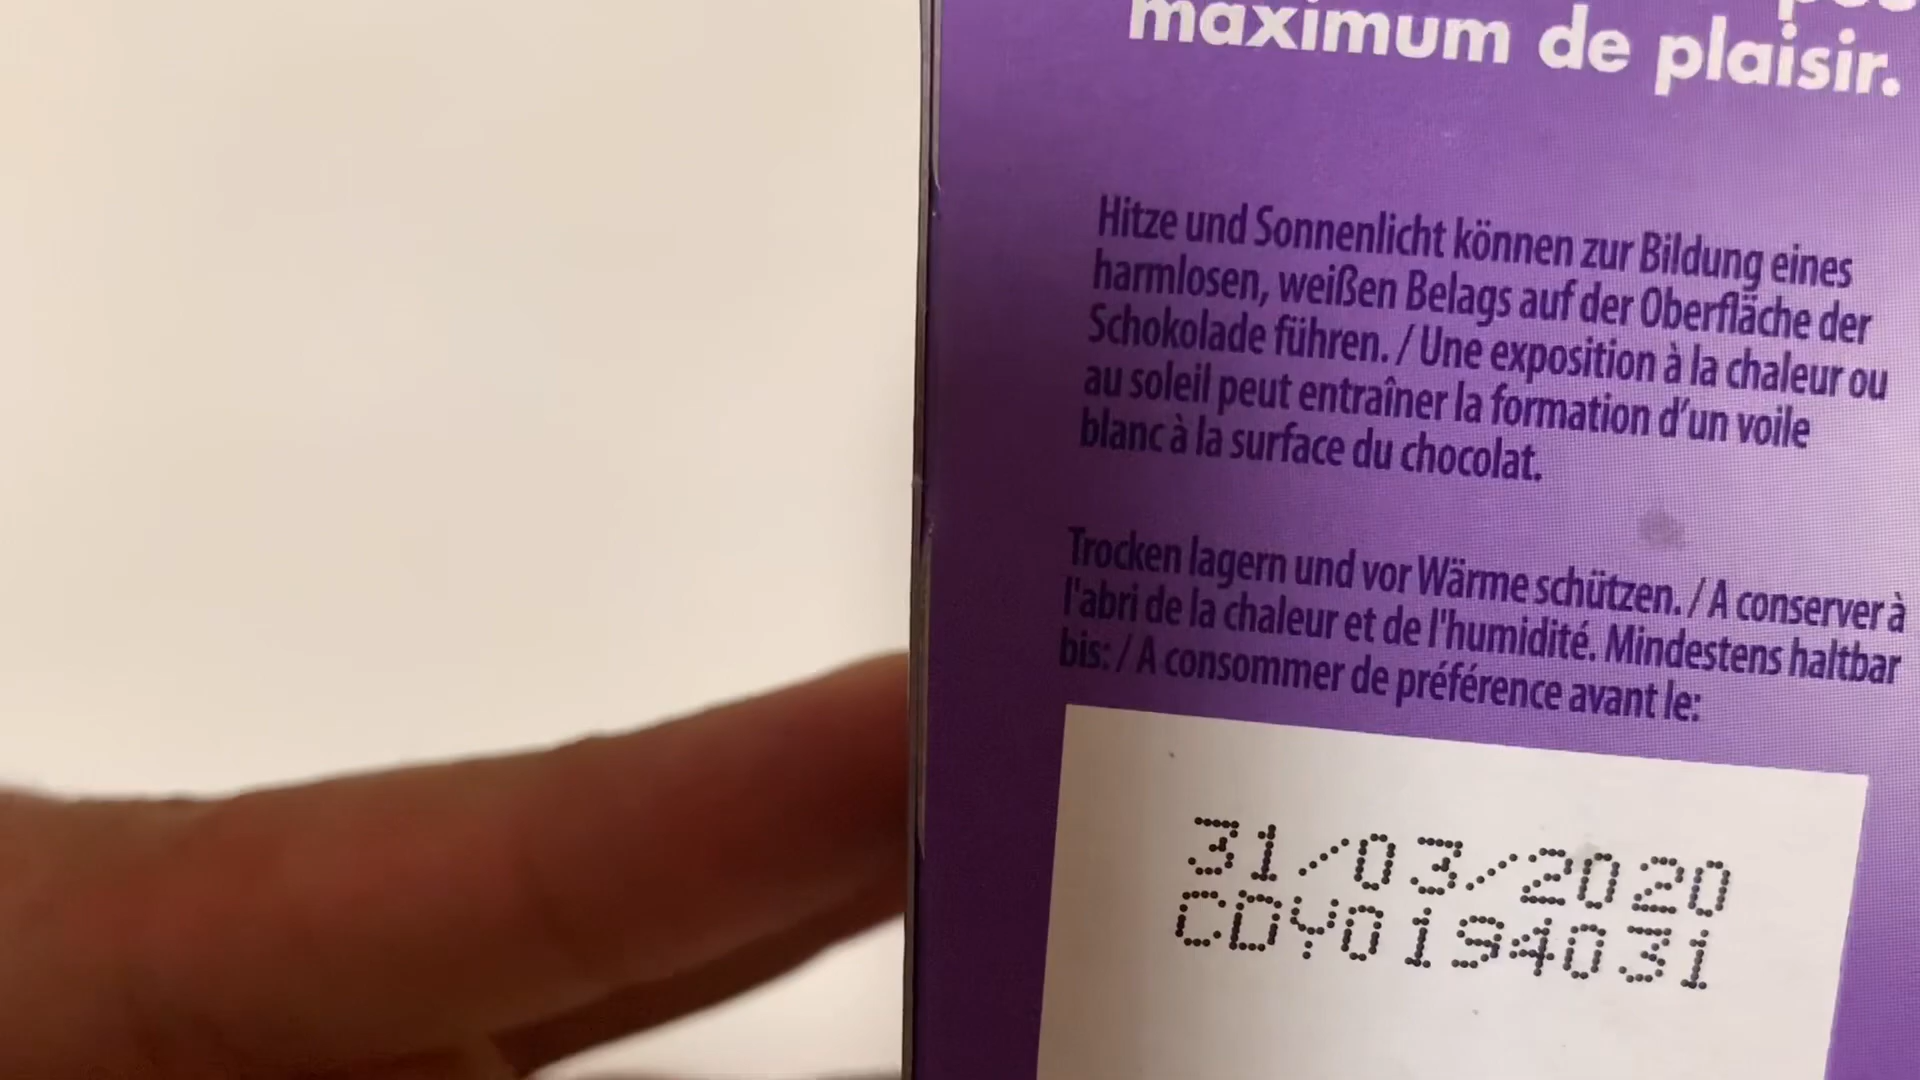 maximum de plaisir.
Hitze und Sonnenlicht können zur Bildung eines
harmlosen, weißen Belags auf der Oberfläche der
Schokolade führen. / Une exposition à la chaleur ou
au soleil peut entraîner la formation d'un voile
blanc à la surface du chocolat.
Trocken lagern und vor Wärme schützen. / A conserver à
l'abri de la chaleur et de l'humidité. Mindestens haltbar
bis: / A consommer de préférence avant le:
31/03/2020
CDY0194031